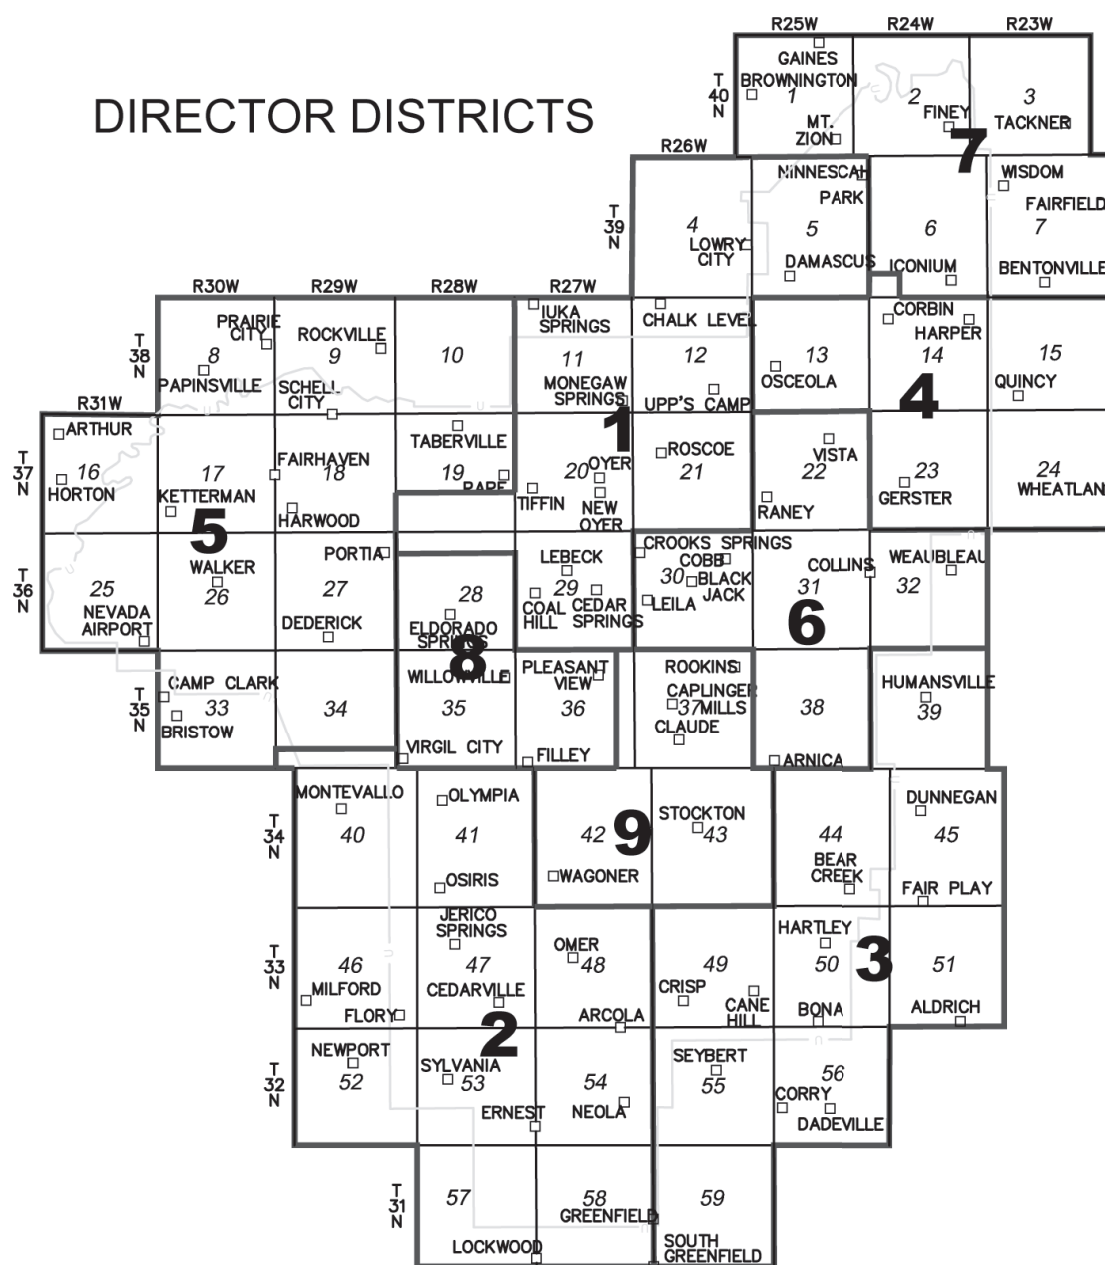 R25W R24W R23W
GAINES
T
40
N
BROWNINGTON
1
2
3
FINEY
TACKNER
MT.
ZION
7
R26W
NINNESCAH
PARK
WISDOM
FAIRFIELD
T
39
N
4
5
6
7
LOWRY
CITY
DAMASCUS
ICONIUM
BENTONVILLE
DIRECTOR DISTRICTS
R30W R29W R28W R27W
IUKA
SPRINGS
CHALK LEVEL
CORBIN
HARPER
T
38
N
PRAIRIE
CITY
ROCKVILLE
8
9
10
11
12
13
14
15
PAPINSVILLE
SCHELL
CITY
MONEGAW
SPRINGS
UPP'S CAMP
OSCEOLA
QUINCY
4
1
R31W
ARTHUR
TABERVILLE
ROSCOE
VISTA
T
37
N
16
17
18
19
20
21
22
23
24
HORTON
KETTERMAN
FAIRHAVEN
HARWOOD
TIFFIN
OYER
NEW
OYER
RANEY
GERSTER
WHEATLAN
5
T
36
N
PORTIA
LEBECK
CROOKS SPRINGS
COBB
BLACK
JACK
COLLINS
WEAUBLEAU
WALKER
25
26
27
28
29
30
31
32
NEVADA
AIRPORT
DEDERICK
ELDORADO
SPRINGS
COAL
HILL
CEDAR
SPRINGS
LEILA
6
8
T
35
N
CAMP CLARK
WILLOWVILLE
PLEASANT
VIEW
ROOKINS
HUMANSVILLE
33
34
35
36
37
38
39
BRISTOW
CAPLINGER
MILLS
CLAUDE
VIRGIL CITY
FILLEY
ARNICA
T
34
N
MONTEVALLO
OLYMPIA
STOCKTON
DUNNEGAN
40
41
42
9
43
44
45
OSIRIS
WAGONER
BEAR
CREEK
FAIR PLAY
T
33
N
JERICO
SPRINGS
OMER
HARTLEY
46
47
48
49
50
3
51
MILFORD
FLORY
CEDARVILLE
ARCOLA
CRISP
CANE
HILL
BONA
ALDRICH
2
T
32
N
NEWPORT
SYLVANIA
SEYBERT
52
53
54
55
56
ERNEST
NEOLA
CORRY
DADEVILLE
T
31
N
57
58
59
GREENFIELD
LOCKWOOD
SOUTH
GREENFIELD